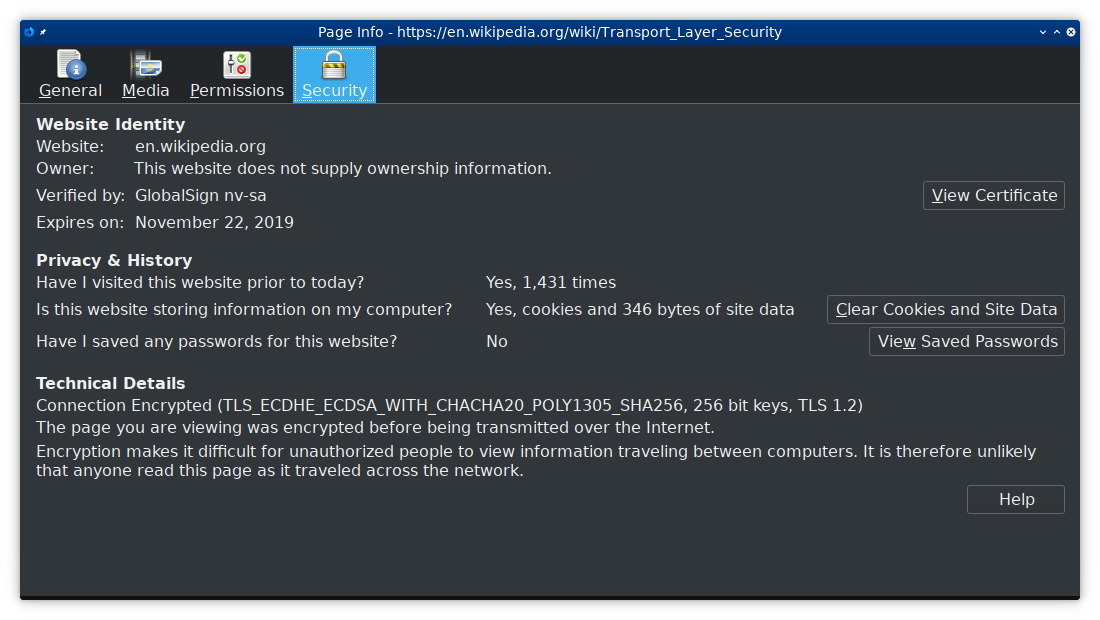 Page Info - https://en.wikipedia.org/wiki/Transport_Layer_Security
General Media Permissions Security
Website Identity
Website: en.wikipedia.org
Owner: This website does not supply ownership information.
Verified by: GlobalSign nv-sa View Certificate
Expires on: November 22, 2019
Privacy & History
Have I visited this website prior to today? Yes, 1,431 times
Is this website storing information on my computer? Yes, cookies and 346 bytes of site data Clear Cookies and Site Data
Have I saved any passwords for this website? No View Saved Passwords
Technical Details
Connection Encrypted (TLS_ECDHE_ECDSA_WITH_CHACHA20_POLY1305_SHA256, 256 bit keys, TLS 1.2)
The page you are viewing was encrypted before being transmitted over the Internet.
Encryption makes it difficult for unauthorized people to view information traveling between computers. It is therefore unlikely
that anyone read this page as it traveled across the network.
Help